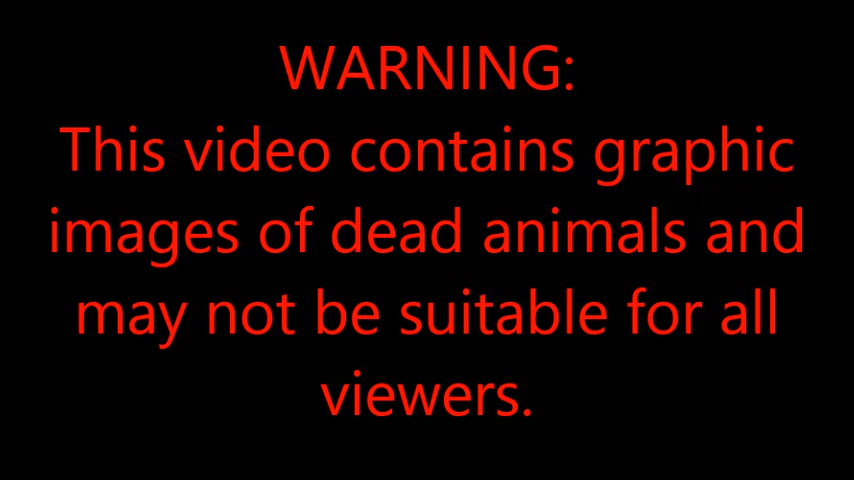 WARNING:
This video contains graphic
images of dead animals and
may not be suitable for all
viewers.